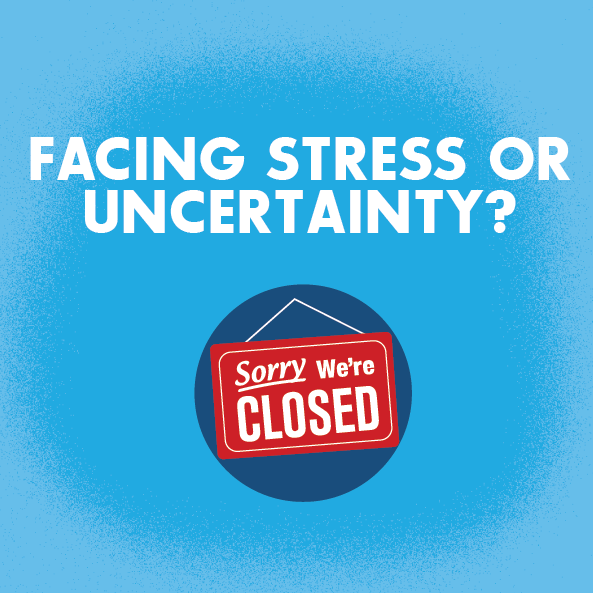 FACING STRESS OR
UNCERTAINTY?
Sorry We're
CLOSED